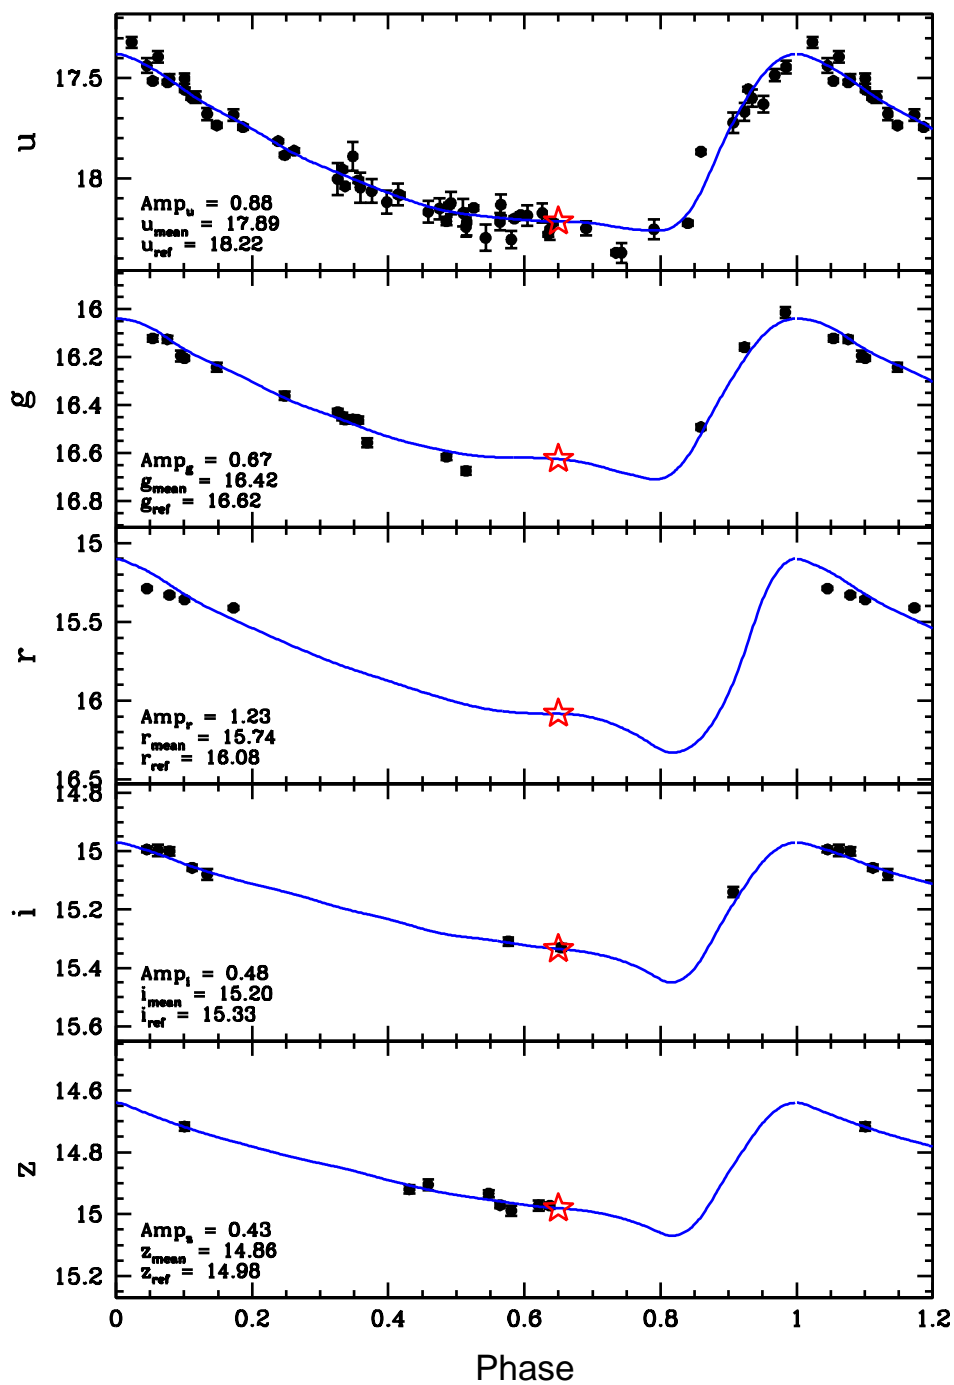 17.5
18
u
Amp_u = 0.88
u_mean = 17.89
u_ref = 18.22
16
16.2
16.4
16.6
16.8
g
Amp_g = 0.67
g_mean = 16.42
g_ref = 16.62
15
15.5
16
16.5
r
Amp_r = 1.23
r_mean = 15.74
r_ref = 16.08
14.8
15
15.2
15.4
15.6
i
Amp_i = 0.48
i_mean = 15.20
i_ref = 15.33
14.6
14.8
15
15.2
z
Amp_z = 0.43
z_mean = 14.86
z_ref = 14.98
0 0.2 0.4 0.6 0.8 1 1.2
Phase